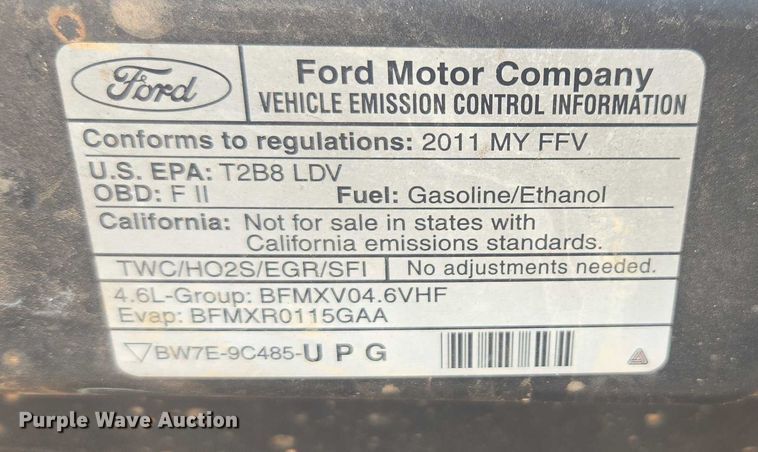 Ford
Ford Motor Company
VEHICLE EMISSION CONTROL INFORMATION
Conforms to regulations: 2011 MY FFV
U.S. EPA: T2B8 LDV
OBD: F II Fuel: Gasoline/Ethanol
California: Not for sale in states with
California emissions standards.
TWC/HO2S/EGR/SFI No adjustments needed.
4.6L-Group: BFMXV04.6VHF
Evap: BFMXR0115GAA
BW7E-9C485-U P G
Purple Wave Auction